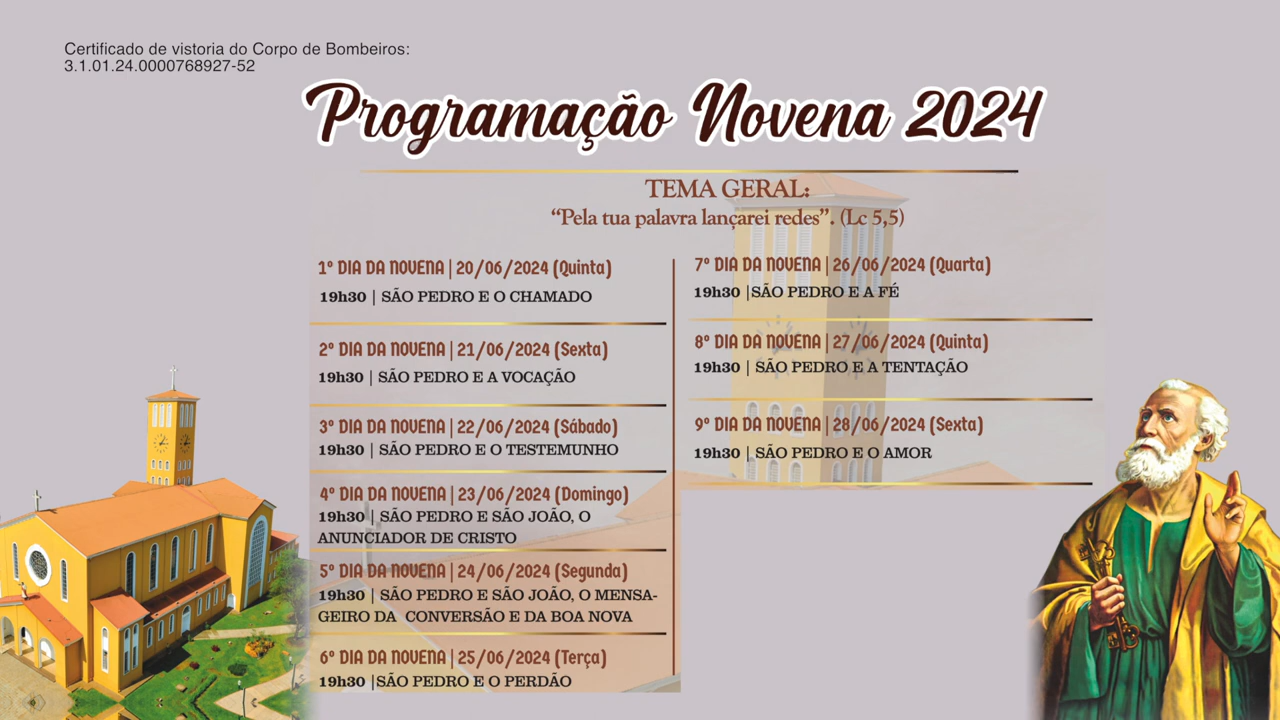 Certificado de vistoria do Corpo de Bombeiros:
3.1.01.24.0000768927-52
Programação Novena 2024
TEMA GERAL:
“Pela tua palavra lançarei redes”. (Lc 5,5)
1º DIA DA NOVENA | 20/06/2024 (Quinta)
19h30 | SÃO PEDRO E O CHAMADO
2º DIA DA NOVENA | 21/06/2024 (Sexta)
19h30 | SÃO PEDRO E A VOCAÇÃO
3º DIA DA NOVENA | 22/06/2024 (Sábado)
19h30 | SÃO PEDRO E O TESTEMUNHO
4º DIA DA NOVENA | 23/06/2024 (Domingo)
19h30 | SÃO PEDRO E SÃO JOÃO, O
ANUNCIADOR DE CRISTO
5º DIA DA NOVENA | 24/06/2024 (Segunda)
19h30 | SÃO PEDRO E SÃO JOÃO, O MENSA-
GEIRO DA CONVERSÃO E DA BOA NOVA
6º DIA DA NOVENA | 25/06/2024 (Terça)
19h30 |SÃO PEDRO E O PERDÃO
7º DIA DA NOVENA | 26/06/2024 (Quarta)
19h30 |SÃO PEDRO E A FÉ
8º DIA DA NOVENA | 27/06/2024 (Quinta)
19h30 | SÃO PEDRO E A TENTAÇÃO
9º DIA DA NOVENA | 28/06/2024 (Sexta)
19h30 | SÃO PEDRO E O AMOR